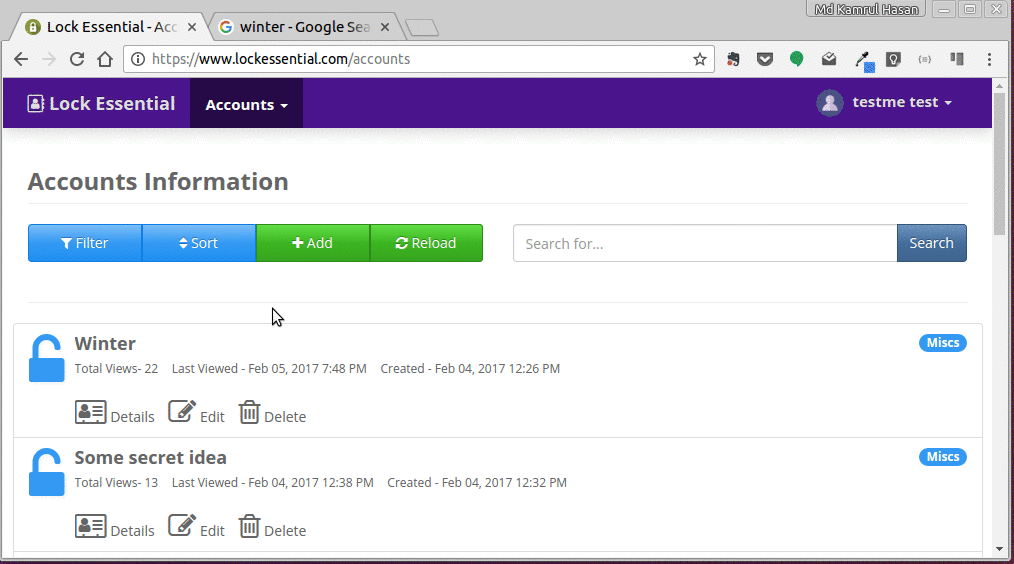 Md Kamrul Hasan
Lock Essential - Acc
winter - Google Sea
https://www.lockessential.com/accounts
Lock Essential Accounts testme test
Accounts Information
Filter Sort Add Reload Search for... Search
Winter Miscs
Total Views- 22 Last Viewed - Feb 05, 2017 7:48 PM Created - Feb 04, 2017 12:26 PM
Details Edit Delete
Some secret idea Miscs
Total Views- 13 Last Viewed - Feb 04, 2017 12:38 PM Created - Feb 04, 2017 12:32 PM
Details Edit Delete